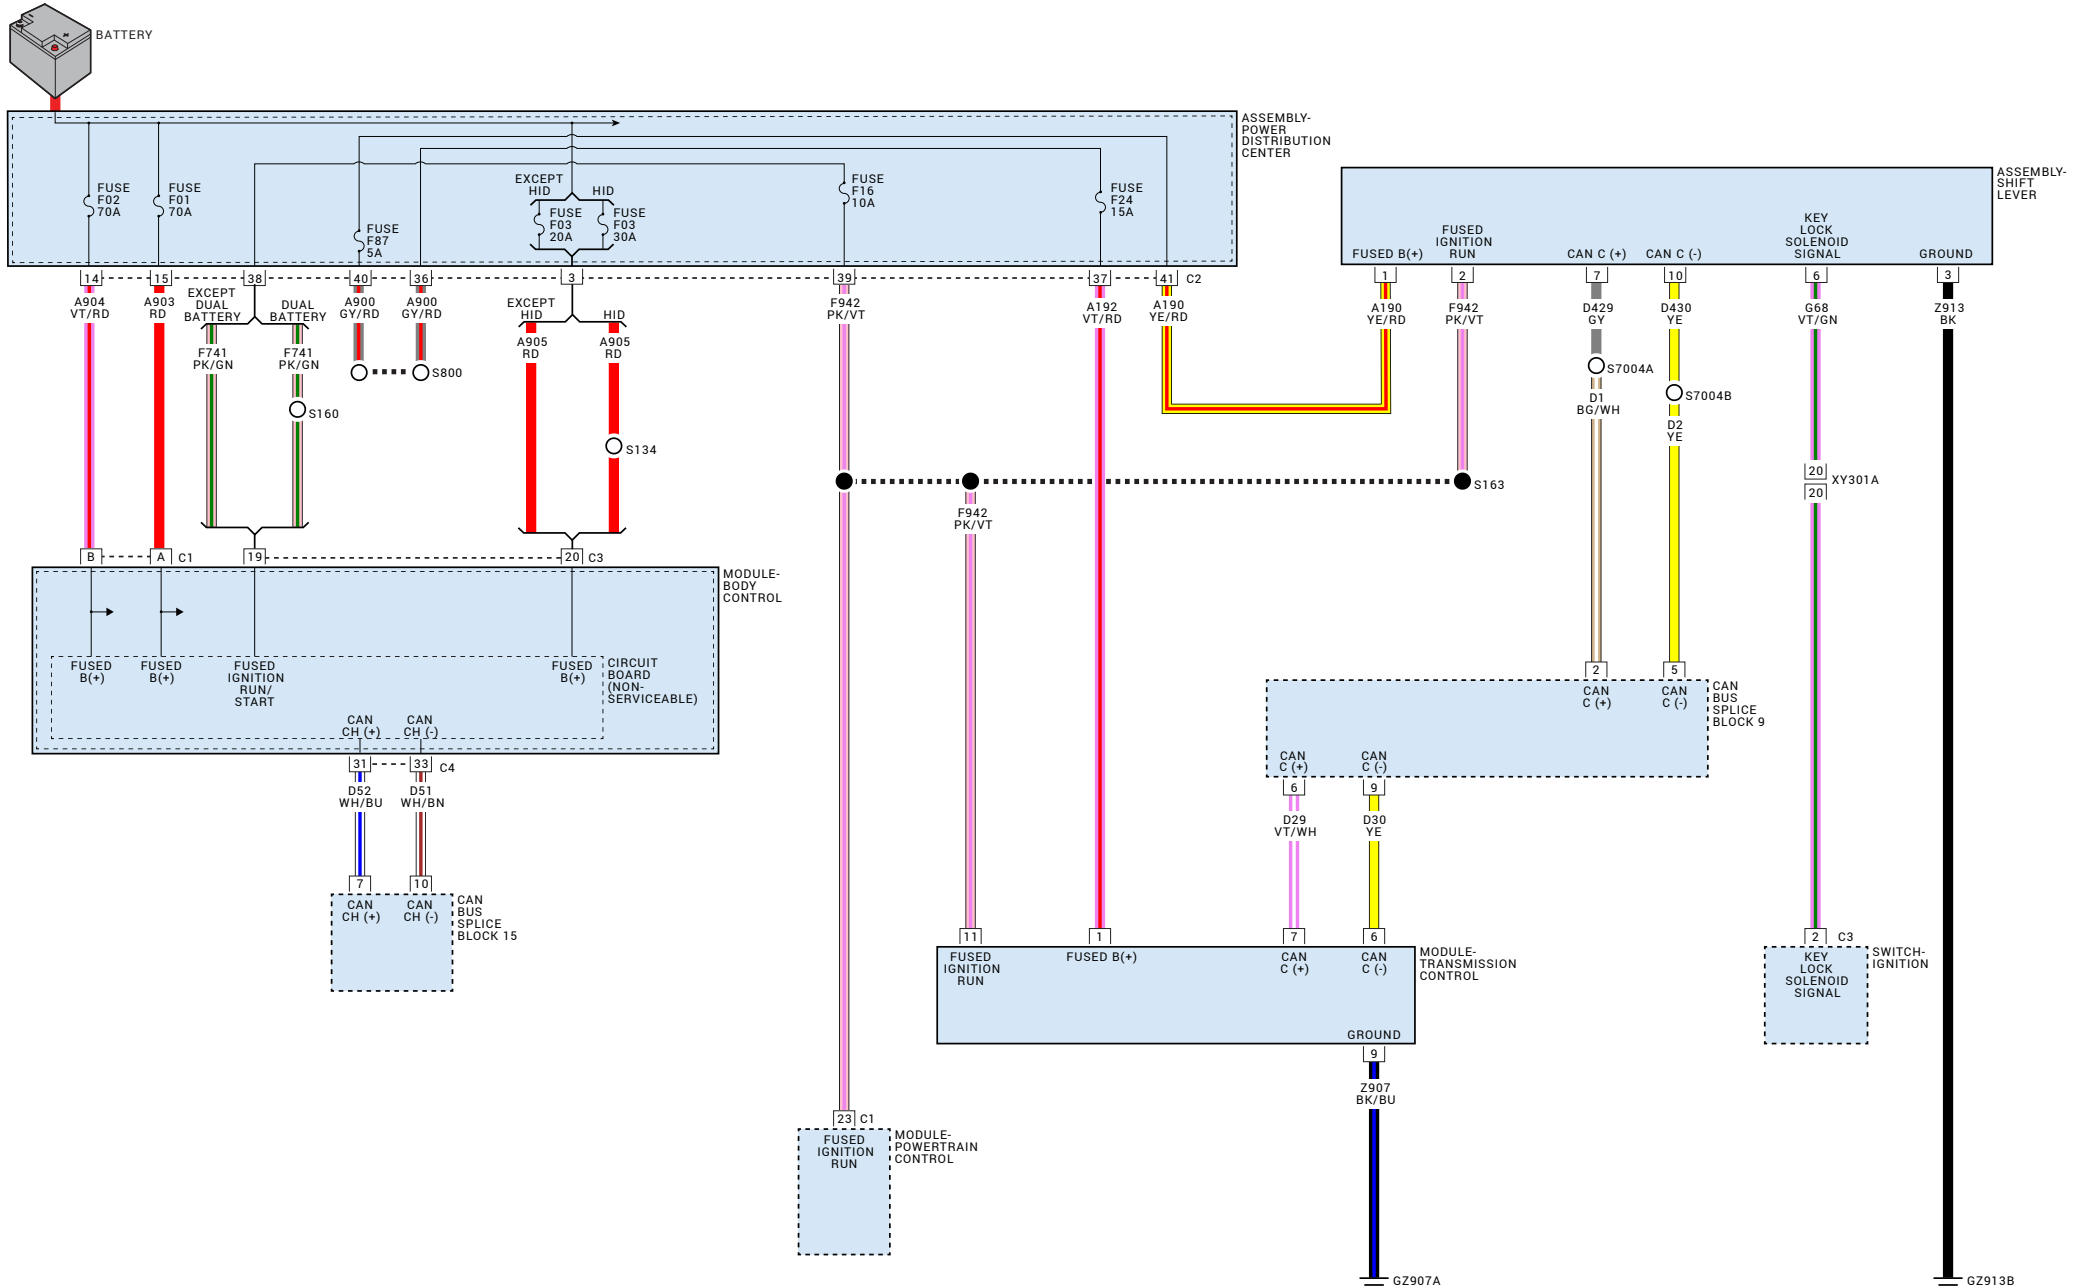 BATTERY
ASSEMBLY-
POWER
DISTRIBUTION
CENTER
FUSE
F02
70A
FUSE
F01
70A
FUSE
F87
5A
EXCEPT
HID
HID
FUSE
F03
20A
FUSE
F03
30A
FUSE
F16
10A
FUSE
F24
15A
14
15
38
40
36
3
39
37
41
C2
A904
VT/RD
A903
RD
EXCEPT
DUAL
BATTERY
DUAL
BATTERY
A900
GY/RD
A900
GY/RD
EXCEPT
HID
HID
F942
PK/VT
A192
VT/RD
A190
YE/RD
F741
PK/GN
F741
PK/GN
S800
A905
RD
A905
RD
S160
S134
ASSEMBLY-
SHIFT
LEVER
FUSED B(+)
FUSED
IGNITION
RUN
CAN C (+)
CAN C (-)
KEY
LOCK
SOLENOID
SIGNAL
GROUND
1
2
7
10
6
3
A190
YE/RD
F942
PK/VT
D429
GY
D430
YE
G68
VT/GN
Z913
BK
S7004A
D1
BG/WH
S7004B
D2
YE
20
20
XY301A
S163
F942
PK/VT
B
A
C1
19
20
C3
MODULE-
BODY
CONTROL
FUSED
B(+)
FUSED
B(+)
FUSED
IGNITION
RUN/
START
FUSED
B(+)
CIRCUIT
BOARD
(NON-
SERVICEABLE)
CAN
CH (+)
CAN
CH (-)
31
33
C4
D52
WH/BU
D51
WH/BN
7
10
CAN
CH (+)
CAN
CH (-)
CAN
BUS
SPLICE
BLOCK 15
2
5
CAN
C (+)
CAN
C (-)
CAN
BUS
SPLICE
BLOCK 9
CAN
C (+)
CAN
C (-)
6
9
D29
VT/WH
D30
YE
11
1
7
6
FUSED
IGNITION
RUN
FUSED B(+)
CAN
C (+)
CAN
C (-)
MODULE-
TRANSMISSION
CONTROL
GROUND
9
Z907
BK/BU
GZ907A
2
C3
KEY
LOCK
SOLENOID
SIGNAL
SWITCH-
IGNITION
23
C1
FUSED
IGNITION
RUN
MODULE-
POWERTRAIN
CONTROL
GZ913B